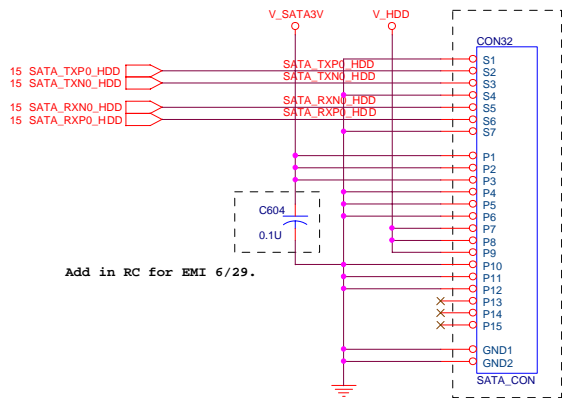 V_SATA3V
V_HDD
CON32
15 SATA_TXP0_HDD
15 SATA_TXN0_HDD
15 SATA_RXN0_HDD
15 SATA_RXP0_HDD
SATA_TXP0_HDD
SATA_TXN0_HDD
SATA_RXN0_HDD
SATA_RXP0_HDD
S1
S2
S3
S4
S5
S6
S7
P1
P2
P3
P4
P5
P6
P7
P8
P9
P10
P11
P12
P13
P14
P15
GND1
GND2
SATA_CON
C604
0.1U
Add in RC for EMI 6/29.